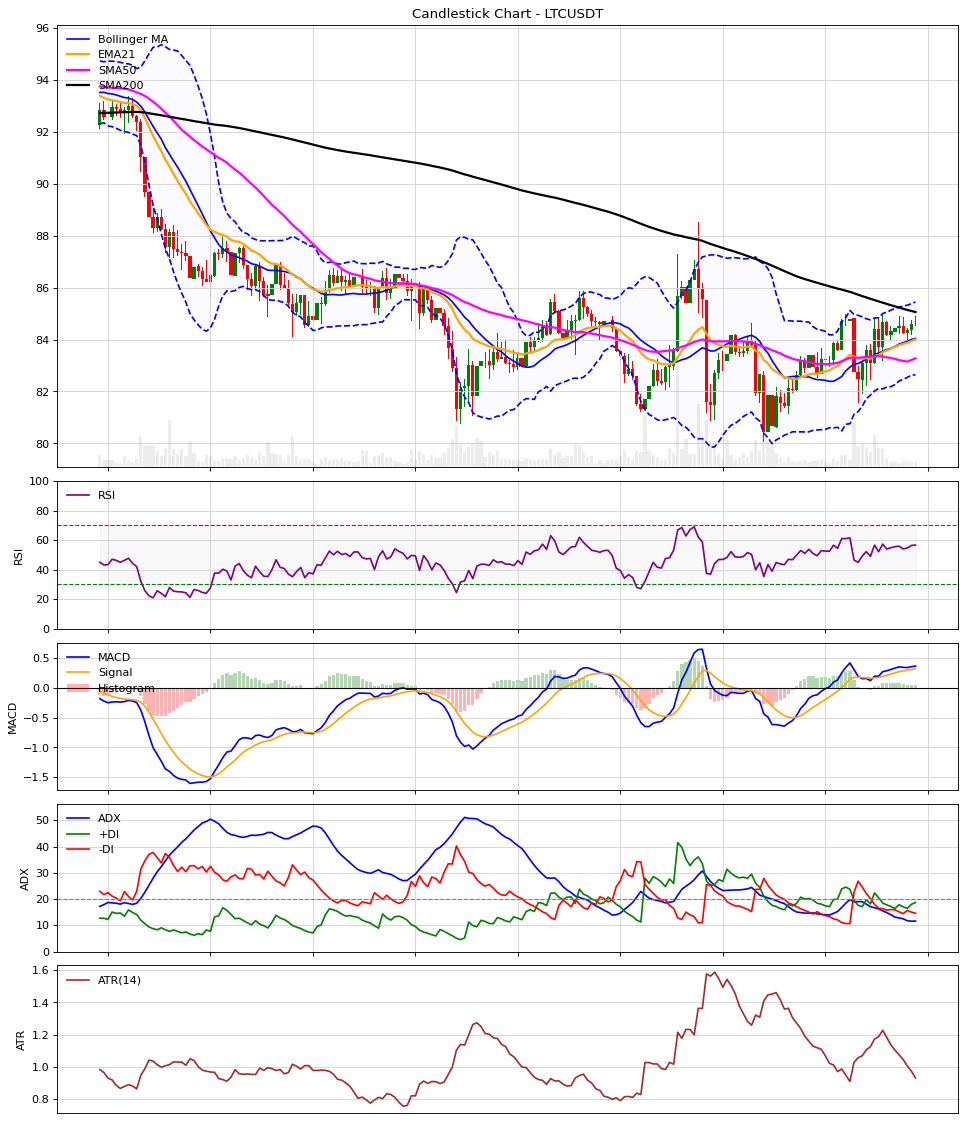 Candlestick Chart - LTCUSDT
Bollinger MA
EMA21
SMA50
SMA200
96
94
92
90
88
86
84
82
80
RSI
RSI
100
80
60
40
20
0
MACD
Signal
Histogram
MACD
0.5
0.0
−0.5
−1.0
−1.5
ADX
+DI
-DI
ADX
50
40
30
20
10
0
ATR(14)
ATR
1.6
1.4
1.2
1.0
0.8